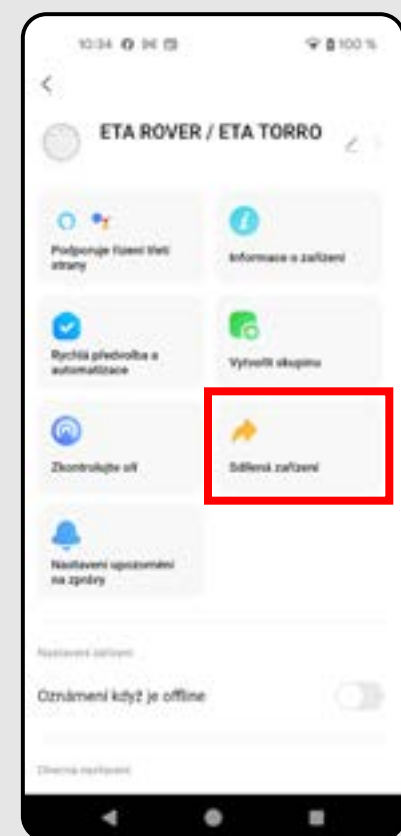 10:34
100 %
ETA ROVER / ETA TORRO
Podporuje řízení třetí
strany
Informace o zařízení
Rychlá předvolba a
automatizace
Vytvořit skupinu
Zkontrolujte síť
Sdílená zařízení
Nastavení upozornění
na zprávy
Nastavení zařízení
Oznámení když je offline
Obecná nastavení